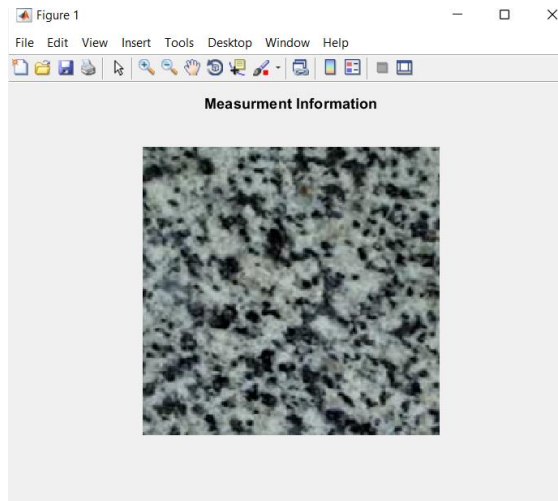 Figure 1
File Edit View Insert Tools Desktop Window Help
Measurment Information